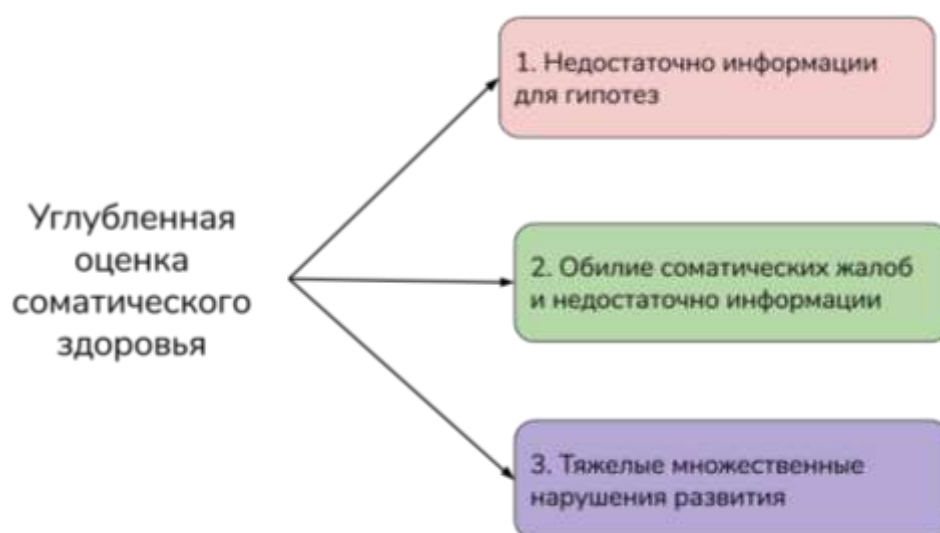 Углубленная
оценка
соматического
здоровья
1. Недостаточно информации
для гипотез
2. Обилие соматических жалоб
и недостаточно информации
3. Тяжелые множественные
нарушения развития